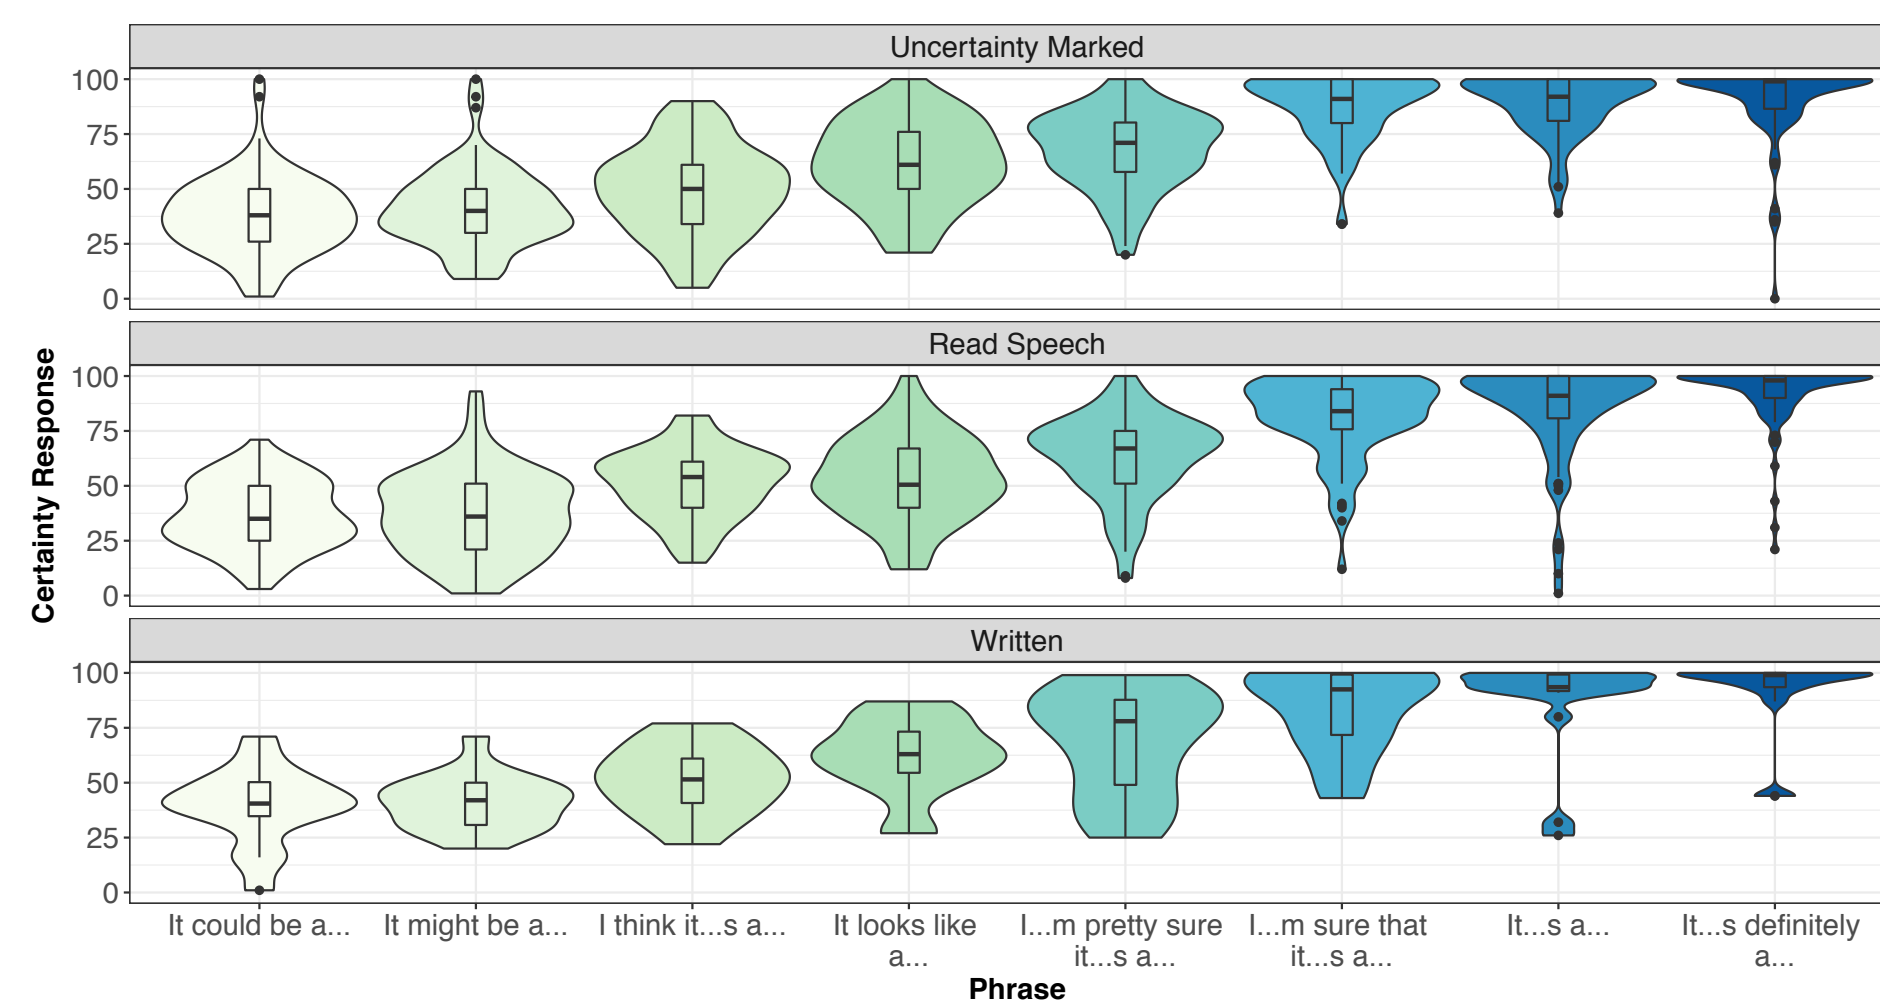 Uncertainty Marked
100
75
50
25
0
Read Speech
100
75
50
25
0
Written
100
75
50
25
0
Certainty Response
It could be a...
It might be a...
I think it...s a...
It looks like
a...
I...m pretty sure
it...s a...
I...m sure that
it...s a...
It...s a...
It...s definitely
a...
Phrase